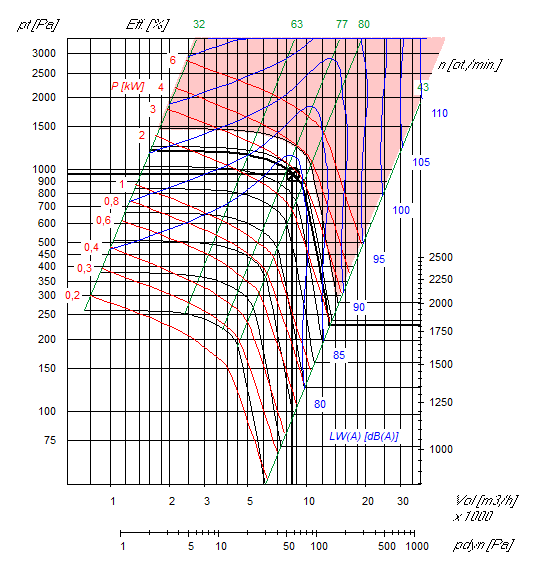 pt [Pa] Eff. [%] 32 63 77 80
3000 6 n [ot./min.]
2500 P [kW] 4 43
2000 3 110
1500 2
1000 105
900 1
800 0,8
700 0,6 100
600
500 0,4
450 95 2500
400 0,3 2250
350
300 0,2 90 2000
250 1750
200 85
150 1500
100 80 1250
75 LW(A) [dB(A)] 1000
1 2 3 5 10 20 30 Vol [m3/h]
x 1000
1 5 10 50 100 500 1000 pdyn [Pa]